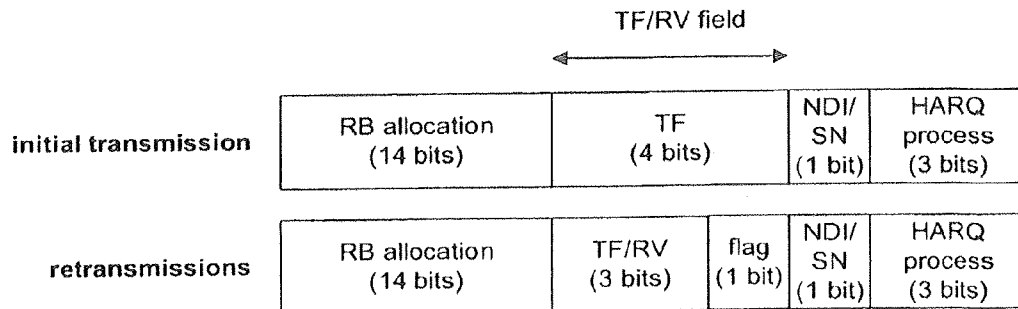 TF/RV field
initial transmission
RB allocation
(14 bits)
TF
(4 bits)
NDI/
SN
(1 bit)
HARQ
process
(3 bits)
retransmissions
RB allocation
(14 bits)
TF/RV
(3 bits)
flag
(1 bit)
NDI/
SN
(1 bit)
HARQ
process
(3 bits)